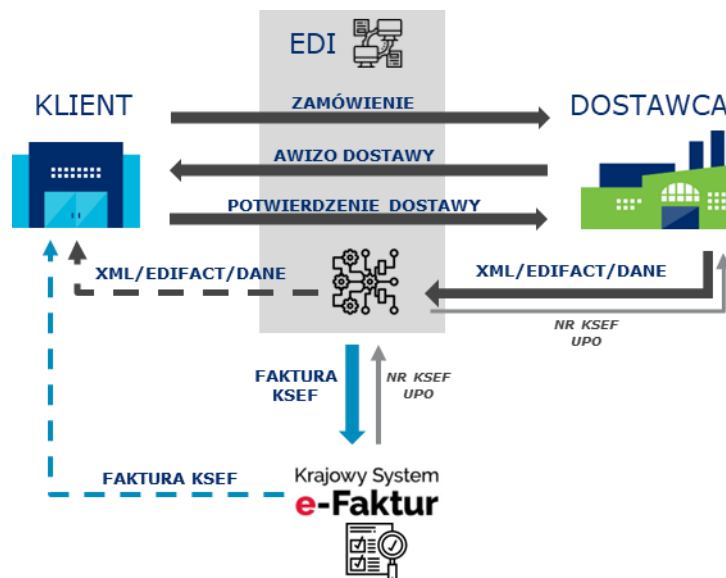 EDI
KLIENT
DOSTAWCA
ZAMÓWIENIE
AWIZO DOSTAWY
POTWIERDZENIE DOSTAWY
XML/EDIFACT/DANE
XML/EDIFACT/DANE
NR KSEF
UPO
FAKTURA
KSEF
NR KSEF
UPO
FAKTURA KSEF
Krajowy System
e-Faktur